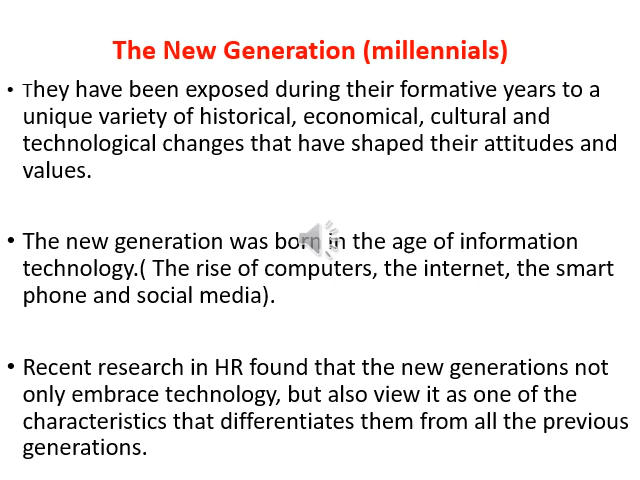 The New Generation (millennials)
• They have been exposed during their formative years to a
unique variety of historical, economical, cultural and
technological changes that have shaped their attitudes and
values.
• The new generation was born in the age of information
technology.( The rise of computers, the internet, the smart
phone and social media).
• Recent research in HR found that the new generations not
only embrace technology, but also view it as one of the
characteristics that differentiates them from all the previous
generations.